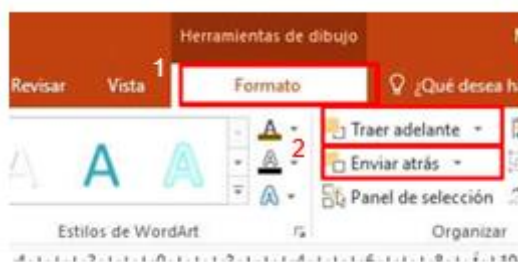 Herramientas de dibujo
Revisar Vista 1 Formato ¿Qué desea
A A A A Traer adelante
A 2 Enviar atrás
A Panel de selección
Estilos de WordArt Organizar